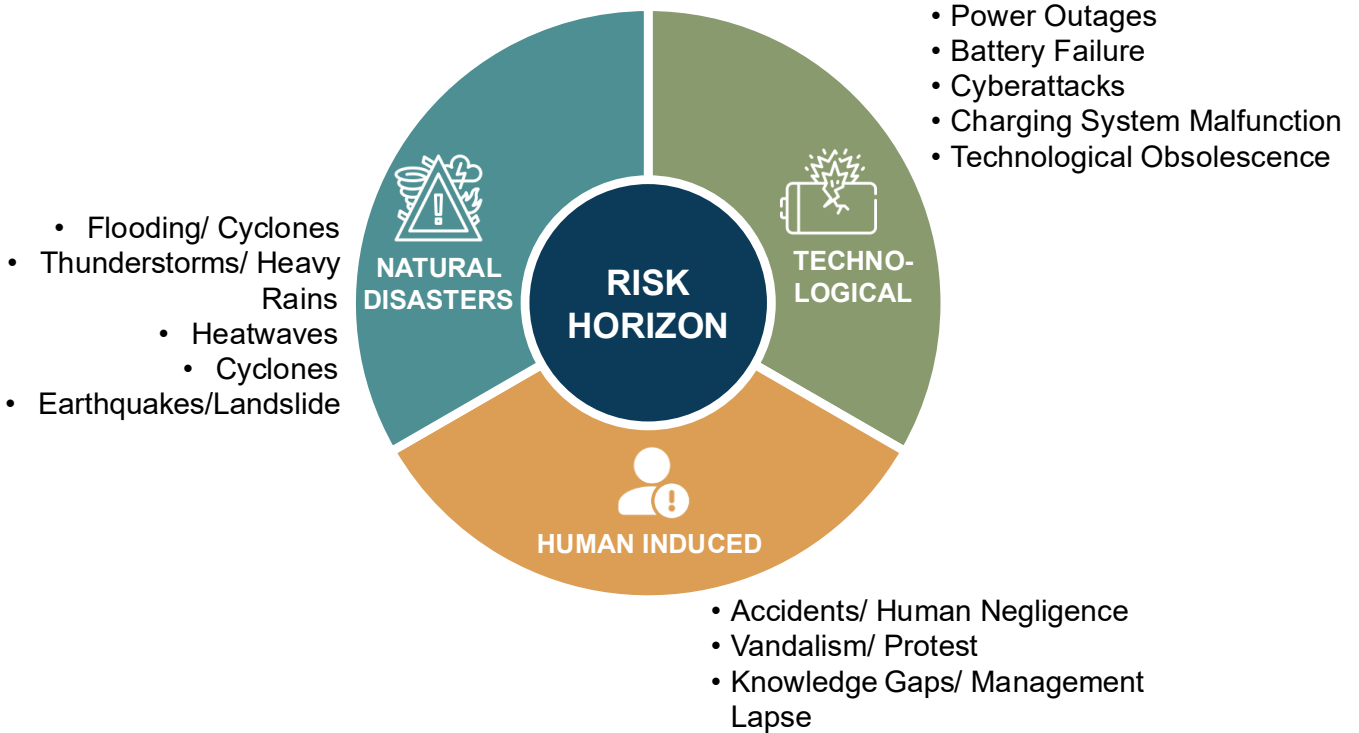 • Power Outages
• Battery Failure
• Cyberattacks
• Charging System Malfunction
• Technological Obsolescence
• Flooding/ Cyclones
• Thunderstorms/ Heavy
Rains
• Heatwaves
• Cyclones
• Earthquakes/Landslide
NATURAL
DISASTERS
RISK
HORIZON
TECHNO-
LOGICAL
HUMAN INDUCED
• Accidents/ Human Negligence
• Vandalism/ Protest
• Knowledge Gaps/ Management
Lapse